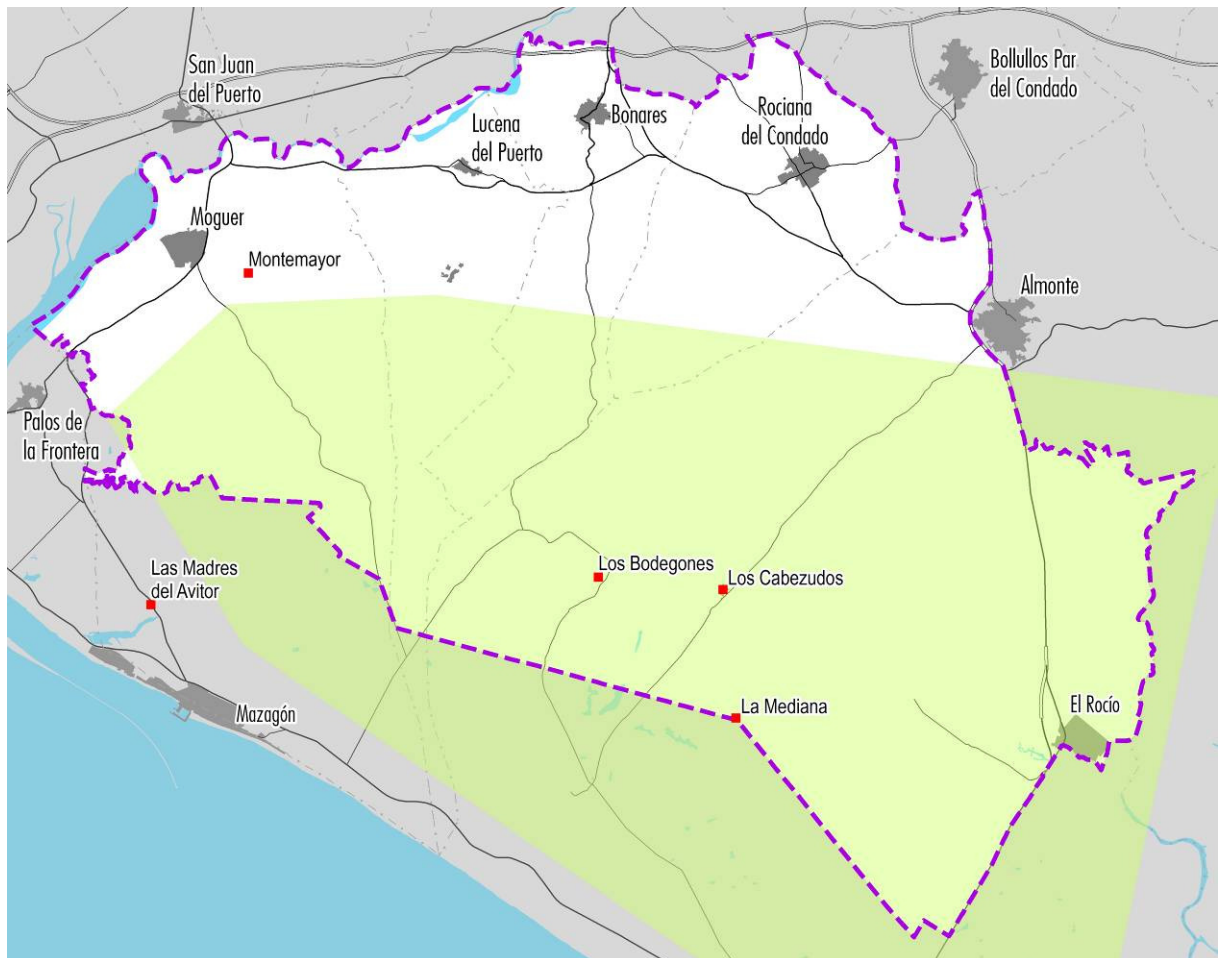 San Juan
del Puerto
Bollullos Par
del Condado
Bonares
Rociana
del Condado
Lucena
del Puerto
Moguer
Montemayor
Almonte
Palos de
la Frontera
Las Madres
del Avitor
Los Bodegones
Los Cabezudos
La Mediana
El Rocío
Mazagón